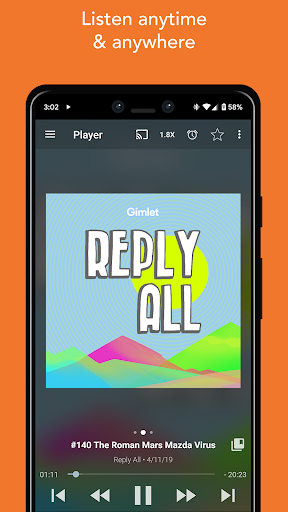 Listen anytime
& anywhere
3:02
58%
Player
1.8X
Gimlet
REPLY
ALL
#140 The Roman Mars Mazda Virus
Reply All • 4/11/19
01:11
- 20:23